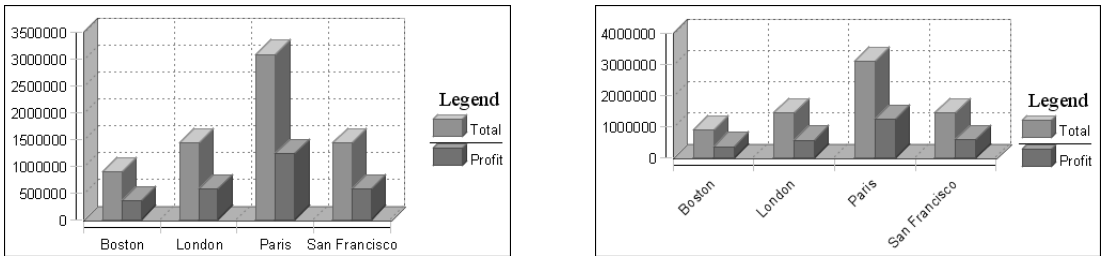 3500000
3000000
2500000
2000000
1500000
1000000
500000
0
Boston London Paris San Francisco
Legend
Total
Profit
4000000
3000000
2000000
1000000
0
Boston London Paris San Francisco
Legend
Total
Profit